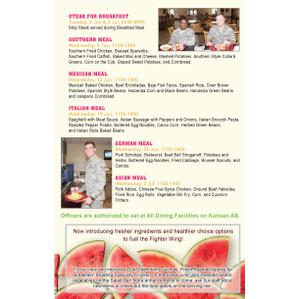 STEAK FOR BREAKFAST
Tuesday, 4 Jun & 2 Jul, 0530-0900
Strip Steak served during Breakfast Meal.
SOUTHERN MEAL
Wednesday, 5 Jun, 1100-1400
Southern Fried Chicken, Braised Spareribs,
Southern Fried Catfish, Baked Mac and Cheese, Mashed Potatoes, Southern Style Collard
Greens, Corn on the Cob, Glazed Sweet Potatoes, and Cornbread.
MEXICAN MEAL
Wednesday, 12 Jun, 1100-1400
Mexican Baked Chicken, Beef Enchiladas, Baja Fish Tacos, Spanish Rice, Oven Brown
Potatoes, Spanish Style Beans, Hacienda Corn and Black Beans, Hacienda Green Beans,
and Jalapeno Cornbread.
ITALIAN MEAL
Wednesday, 19 Jun, 1100-1400
Spaghetti with Meat Sauce, Italian Sausage with Peppers and Onions, Italian Broccoli Pasta,
Roasted Pepper Potato, Buttered Egg Noodles, Calico Corn, Herbed Green Beans,
and Italian Style Baked Beans.
GERMAN MEAL
Wednesday, 26 Jun, 1100-1400
Pork Schnitzel, Bratwurst, Beef Ball Stroganoff, Potatoes and
Herbs, Buttered Egg Noodles, Fried Cabbage, Brussel Sprouts, and
Carrots
ASIAN MEAL
Wednesday, 3 Jul, 1100-1400
Pork Adobo, Chinese Five-Spice Chicken, Ground Beef
Fried Rice, Egg Rolls, Vegetable Stir Fry, Corn, and Zucchini
Fritters
Officers are authorized to eat at All Dining Facilities on Kunsan AB.
Now introducing fresher ingredients and healthier choice options
to fuel the Fighter Wing!